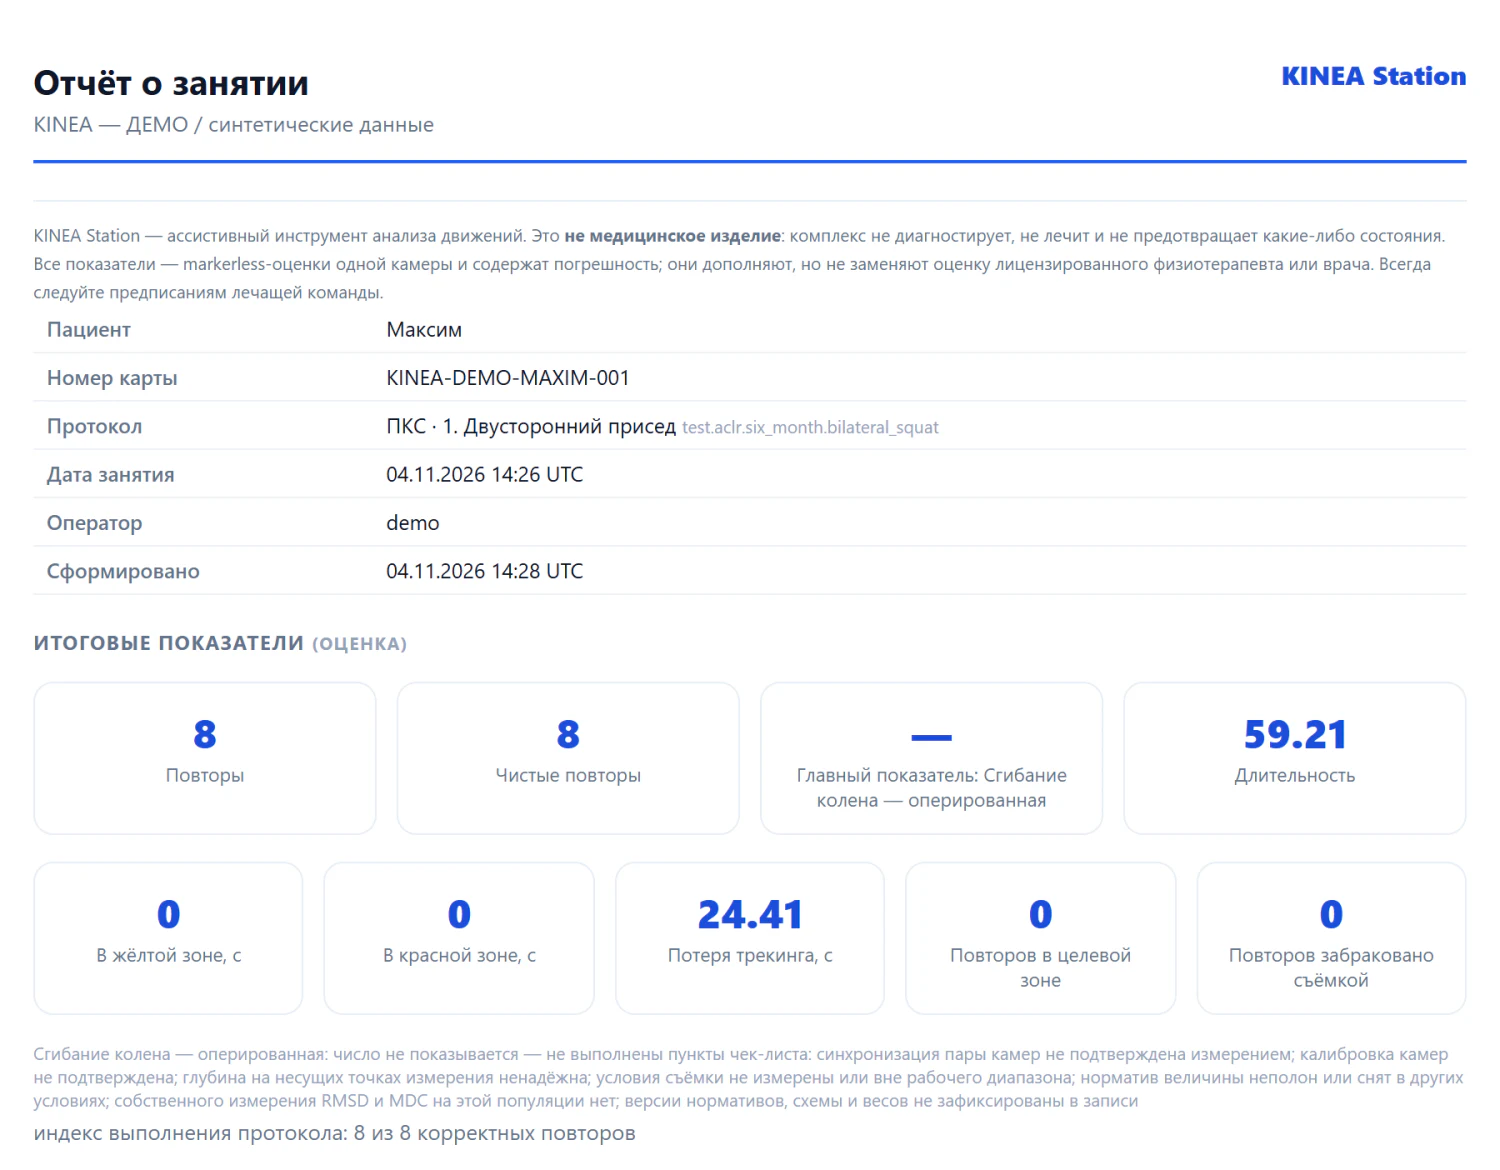 Отчёт о занятии
KINEA Station
KINEA — ДЕМО / синтетические данные
KINEA Station — ассистивный инструмент анализа движений. Это не медицинское изделие: комплекс не диагностирует, не лечит и не предотвращает какие-либо состояния.
Все показатели — markerless-оценки одной камеры и содержат погрешность; они дополняют, но не заменяют оценку лицензированного физиотерапевта или врача. Всегда
следуйте предписаниям лечащей команды.
Пациент Максим
Номер карты KINEA-DEMO-MAXIM-001
Протокол ПКС · 1. Двусторонний присед test.aclr.six_month.bilateral_squat
Дата занятия 04.11.2026 14:26 UTC
Оператор demo
Сформировано 04.11.2026 14:28 UTC
ИТОГОВЫЕ ПОКАЗАТЕЛИ (ОЦЕНКА)
8
Повторы
8
Чистые повторы
—
Главный показатель: Сгибание
колена — оперированная
59.21
Длительность
0
В жёлтой зоне, с
0
В красной зоне, с
24.41
Потеря трекинга, с
0
Повторов в целевой
зоне
0
Повторов забраковано
съёмкой
Сгибание колена — оперированная: число не показывается — не выполнены пункты чек-листа: синхронизация пары камер не подтверждена измерением; калибровка камер
не подтверждена; глубина на несущих точках измерения ненадёжна; условия съёмки не измерены или вне рабочего диапазона; норматив величины неполон или снят в других
условиях; собственного измерения RMSD и MDC на этой популяции нет; версии нормативов, схемы и весов не зафиксированы в записи
индекс выполнения протокола: 8 из 8 корректных повторов